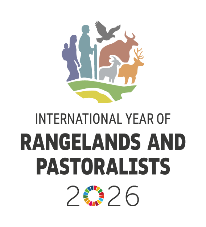 INTERNATIONAL YEAR OF
RANGELANDS AND
PASTORALISTS
2026